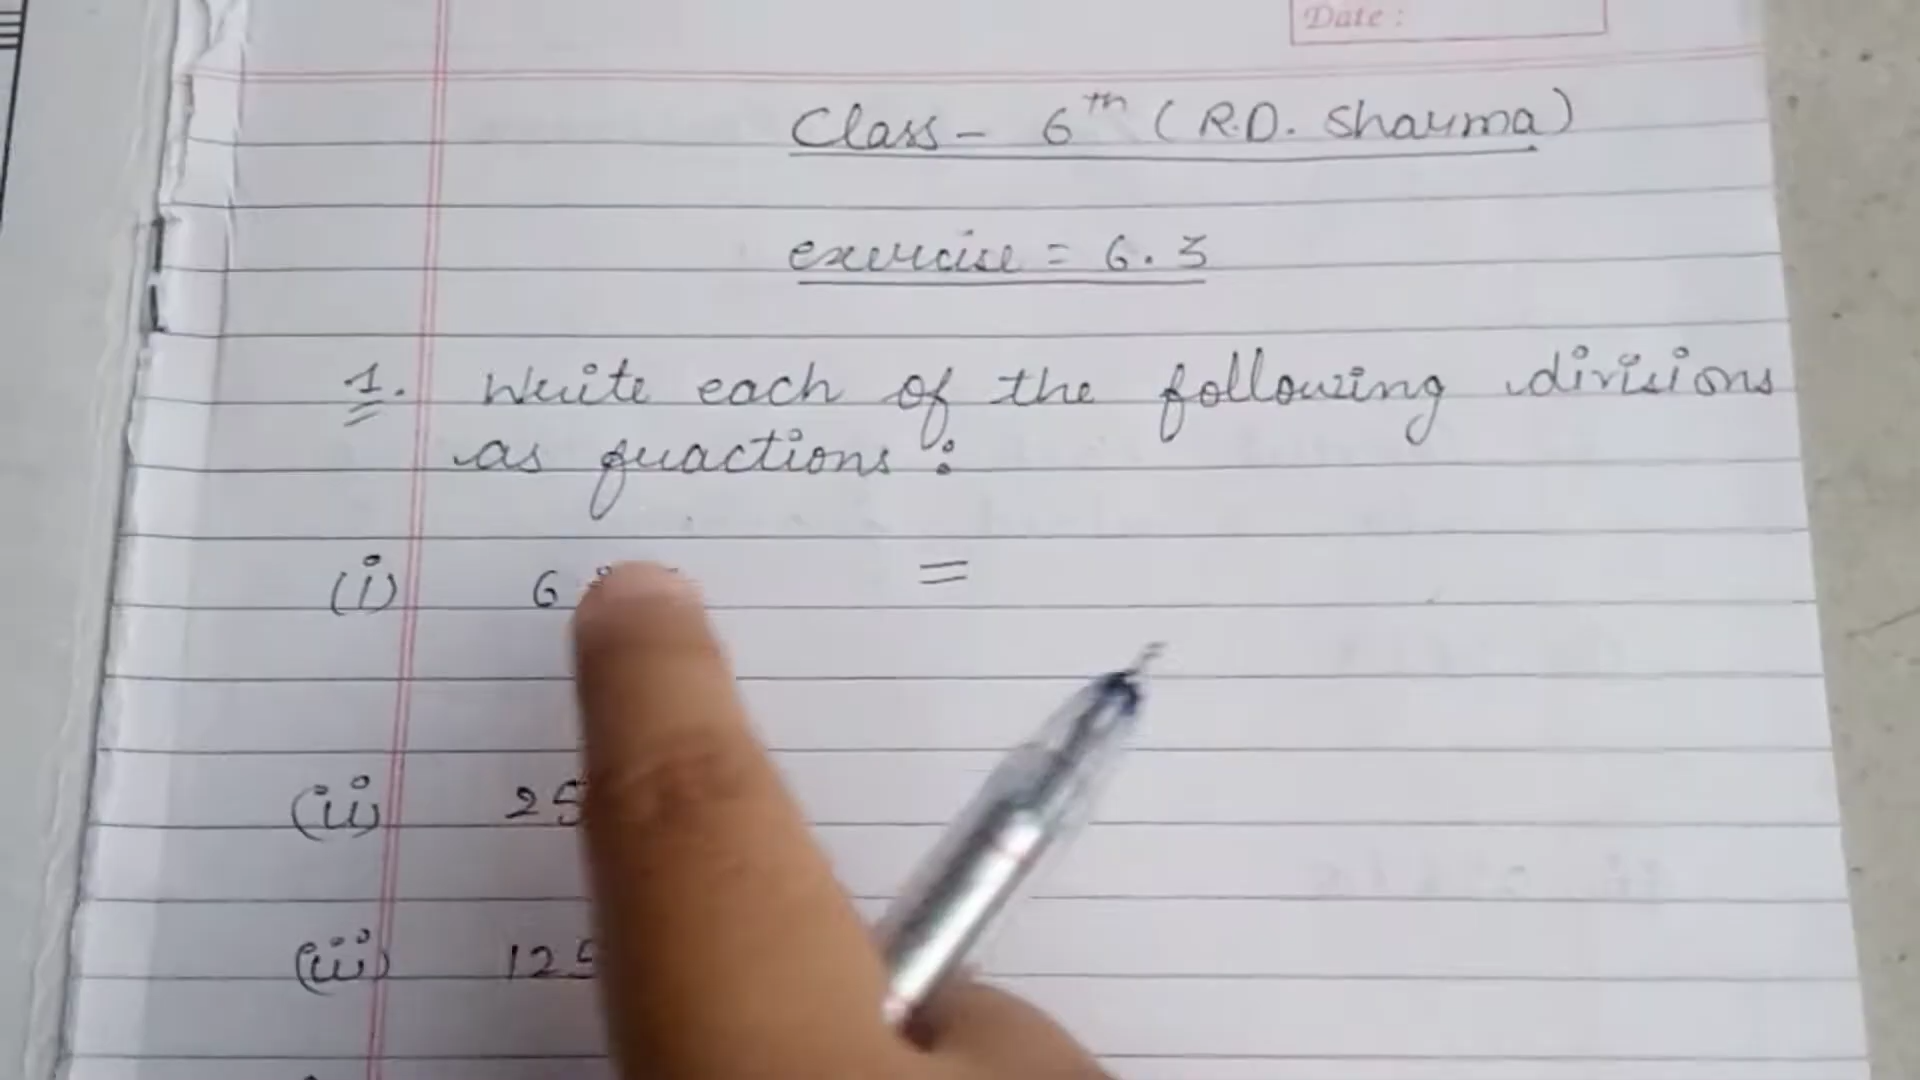 Date :
Class - 6th (R.D. Sharma)
exercise = 6.3
1. Write each of the following divisions
as fractions :
(i) 6 =
(ii) 25
(iii) 125